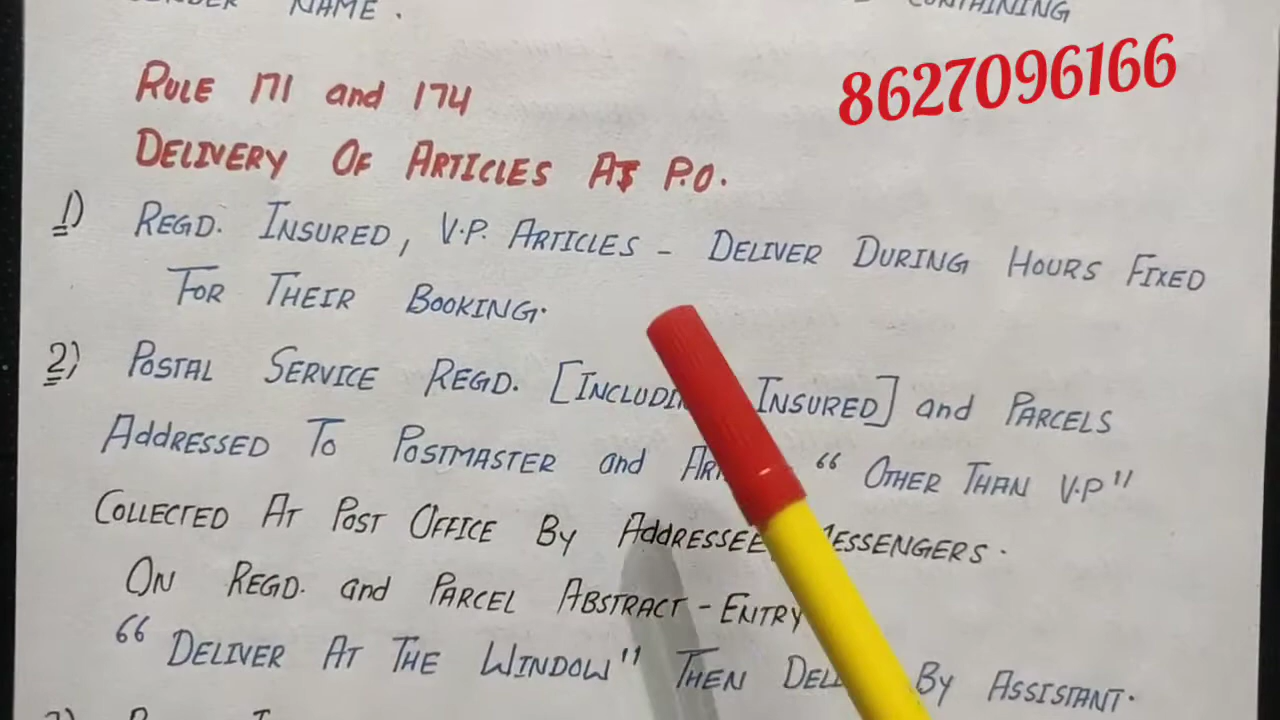 NAME.
CONTAINING
8627096166
RULE 171 and 174
DELIVERY OF ARTICLES AT P.O.
1) REGD. INSURED, V.P. ARTICLES - DELIVER DURING HOURS FIXED
FOR THEIR BOOKING.
2) POSTAL SERVICE REGD. [INCLUDIN INSURED] and PARCELS
ADDRESSED TO POSTMASTER and "OTHER THAN V.P"
COLLECTED AT POST OFFICE BY ADDRESSEE MESSENGERS.
ON REGD. and PARCEL ABSTRACT - ENTRY
"DELIVER AT THE WINDOW" THEN BY ASSISTANT.